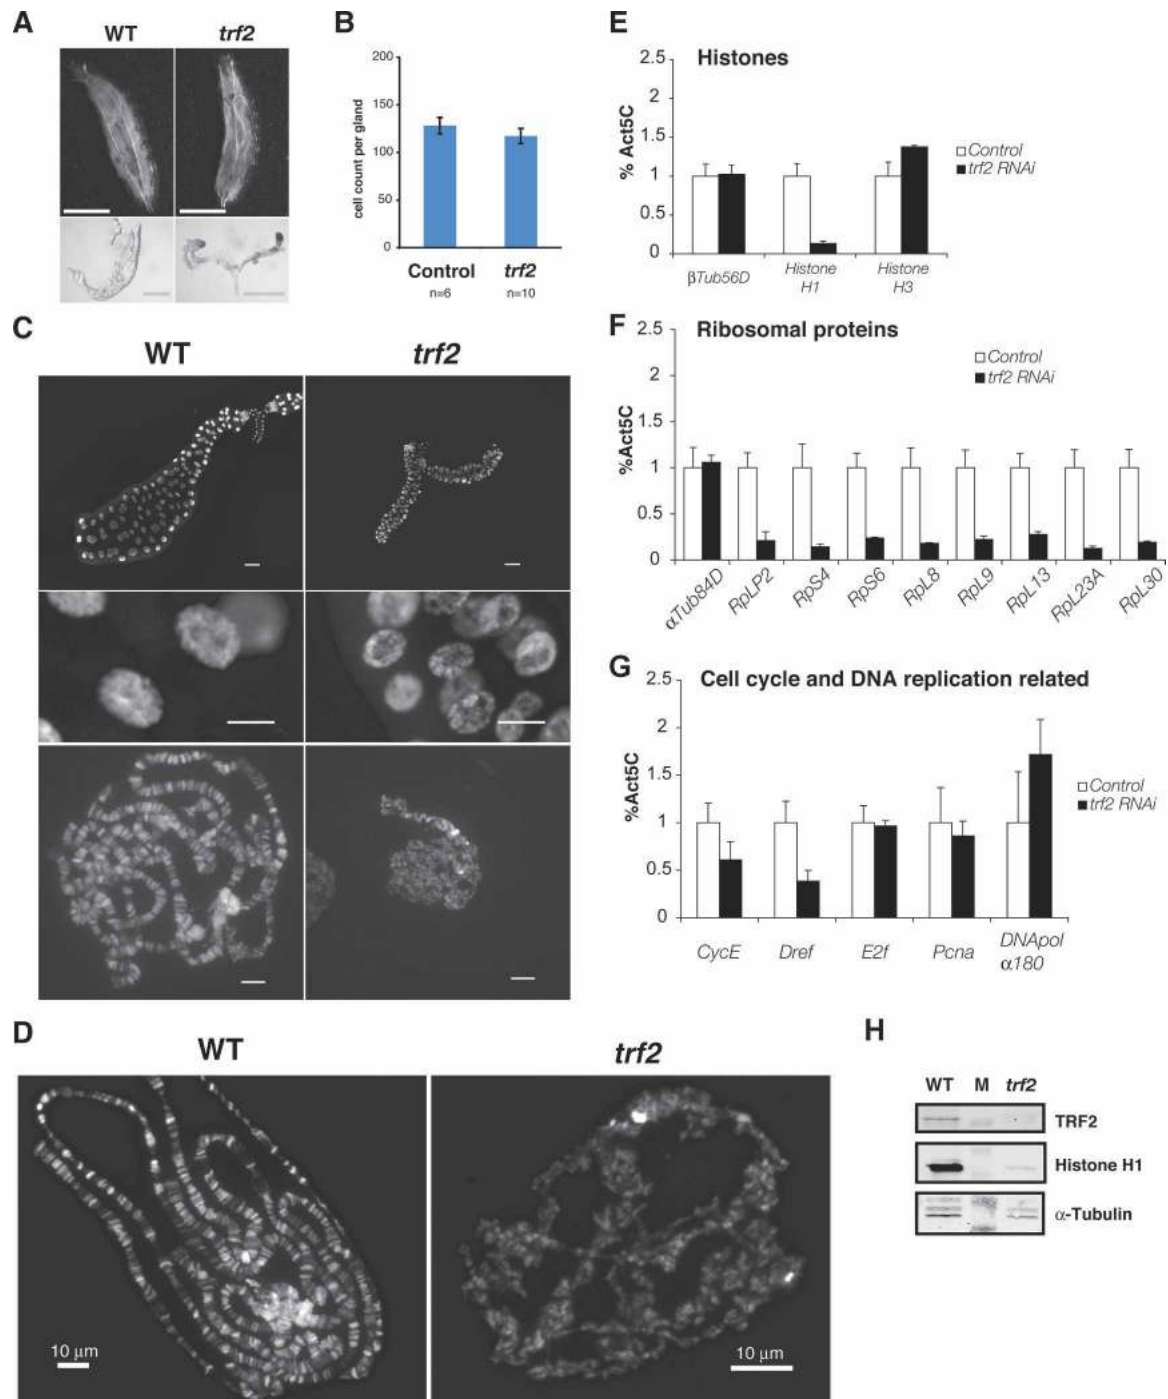 A
WT trf2
B
200
150
100
50
0
cell count per gland
Control trf2
n=6 n=10
C
WT trf2
D
WT trf2
10 μm
10 μm
E
Histones
2.5
2
1.5
1
0.5
0
% Act5C
Control
trf2 RNAi
βTub56D
Histone H1
Histone H3
F
Ribosomal proteins
2.5
2
1.5
1
0.5
0
%Act5C
Control
trf2 RNAi
αTub84D
RpLP2
RpS4
RpS6
RpL8
RpL9
RpL13
RpL23A
RpL30
G
Cell cycle and DNA replication related
2.5
2
1.5
1
0.5
0
%Act5C
Control
trf2 RNAi
CycE Dref E2f Pcna
DNApol
α180
H
WT M trf2
TRF2
Histone H1
α-Tubulin